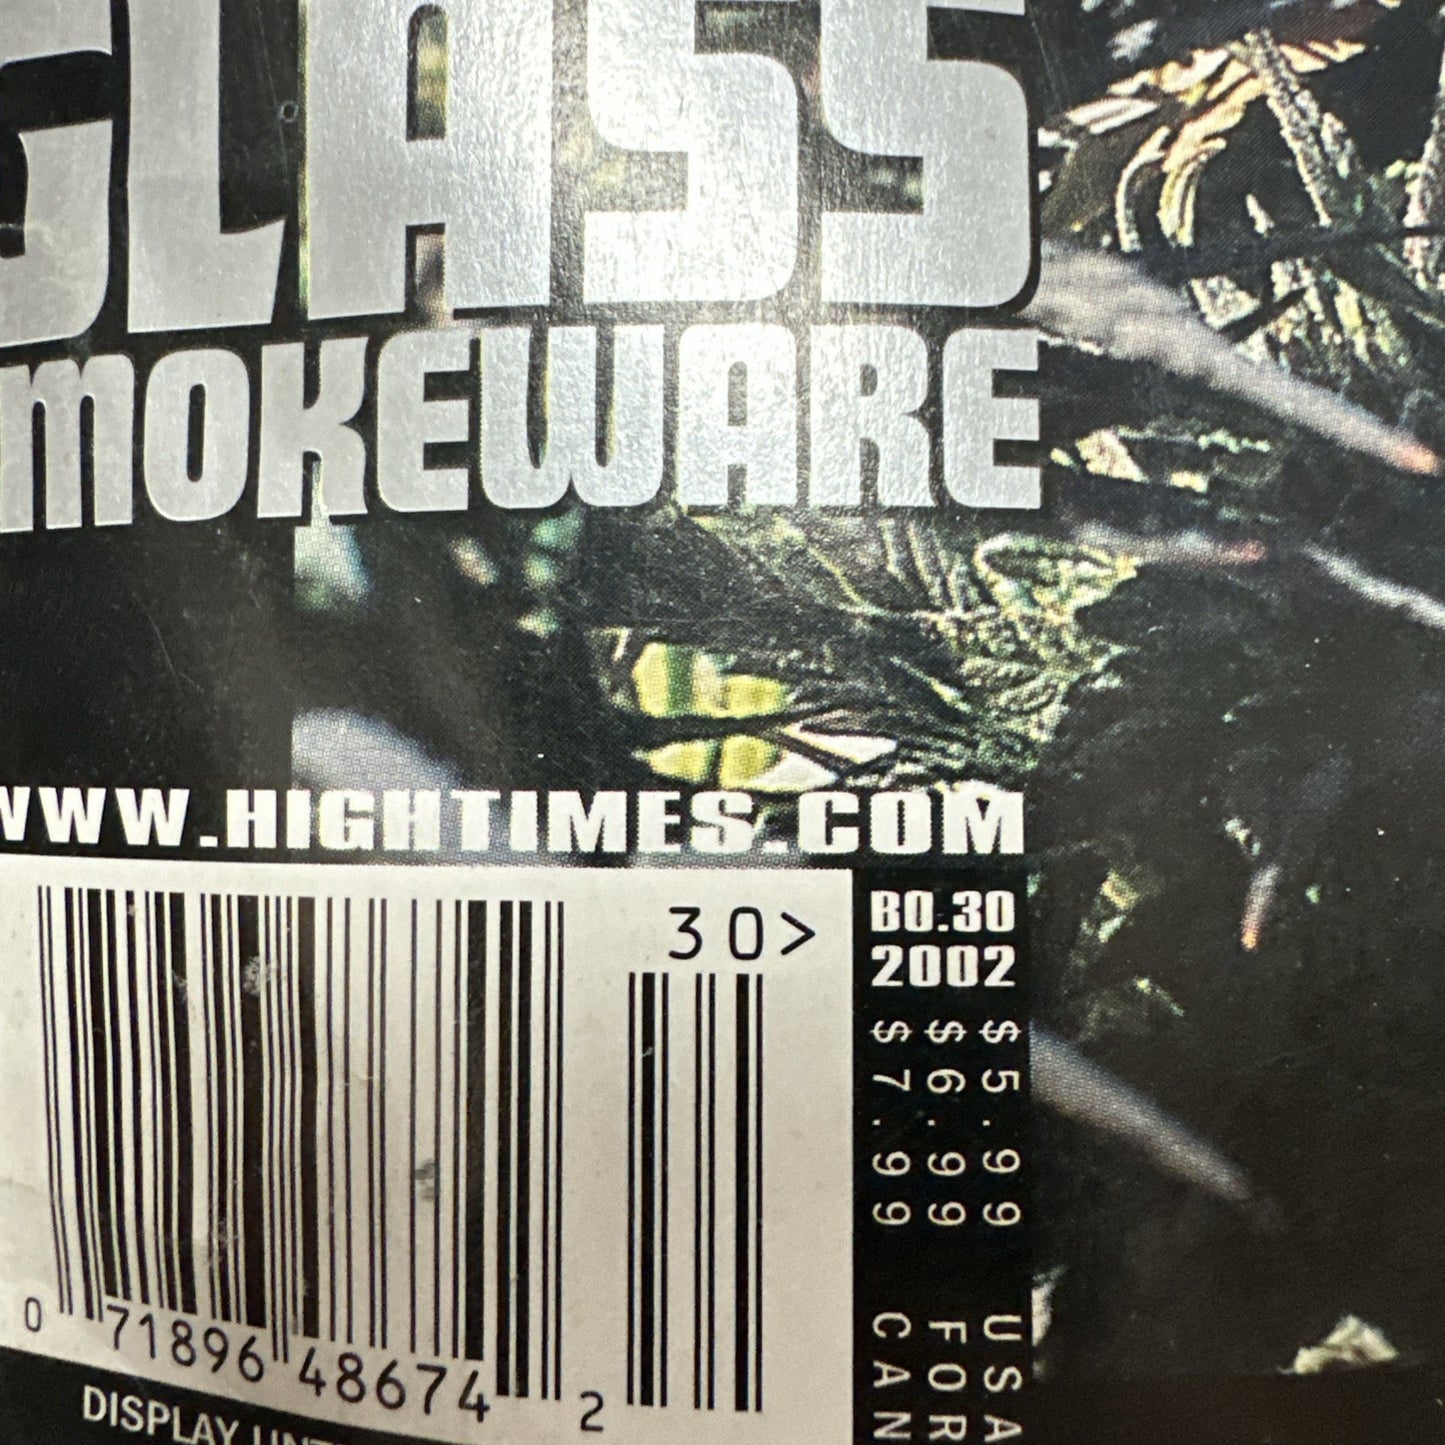 GLASS
MOKEWARE
WWW.HIGHTIMES.COM
30>
BO.30
2002
$5.99 USA
$6.99 FOR
$7.99 CAN
0 71896 48674 2
DISPLAY